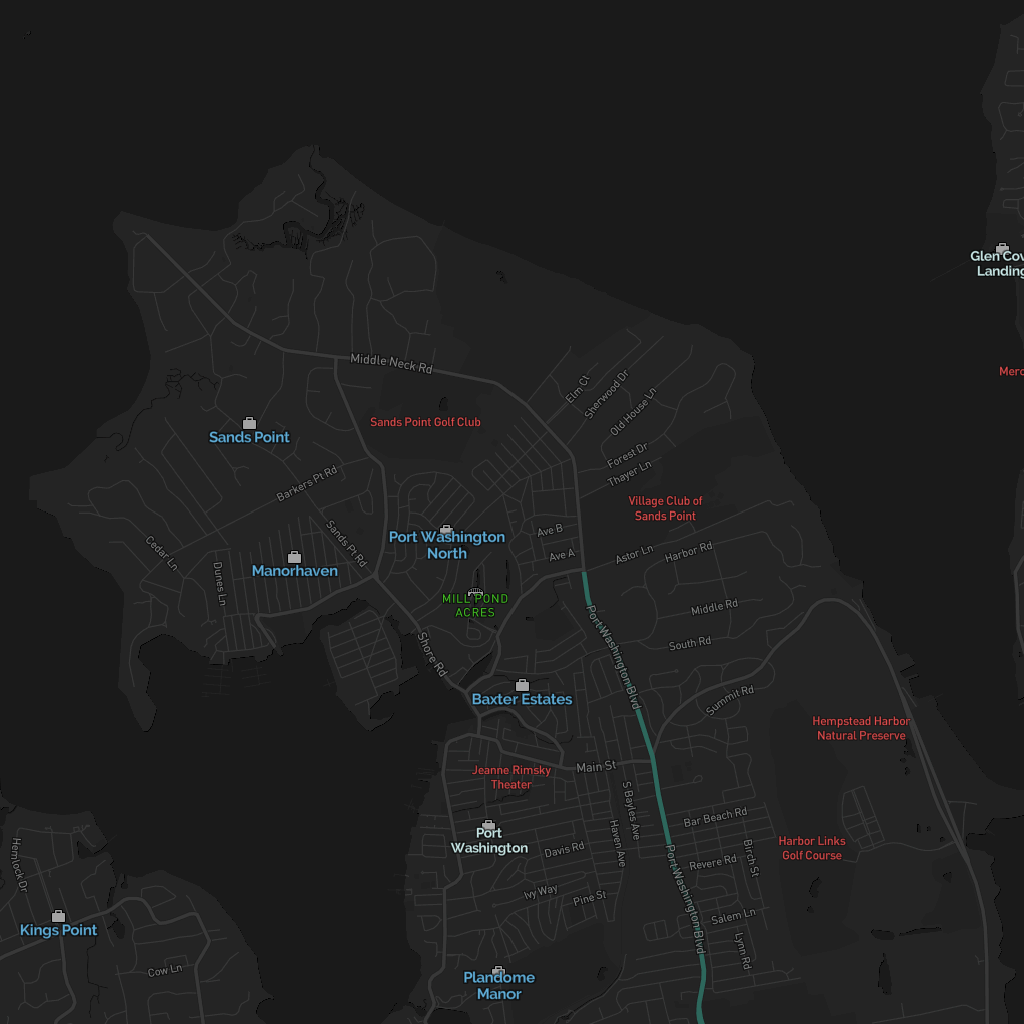 Glen Cov
Landing
Merc
Middle Neck Rd
Elm Ct
Sherwood Dr
Old House Ln
Sands Point Golf Club
Sands Point
Forest Dr
Thayer Ln
Barkers Pt Rd
Village Club of
Sands Point
Sands Pt Rd
Port Washington
North
Ave B
Ave A
Astor Ln
Harbor Rd
Cedar Ln
Dunes Ln
Manorhaven
MILL POND
ACRES
Middle Rd
Port Washington Blvd
South Rd
Shore Rd
Baxter Estates
Summit Rd
Hempstead Harbor
Natural Preserve
Jeanne Rimsky
Theater
Main St
S Bayles Ave
Bar Beach Rd
Haven Ave
Port
Washington
Davis Rd
Harbor Links
Golf Course
Birch St
Revere Rd
Hemlock Dr
Ivy Way
Pine St
Port Washington Blvd
Salem Ln
Lynn Rd
Kings Point
Cow Ln
Plandome
Manor